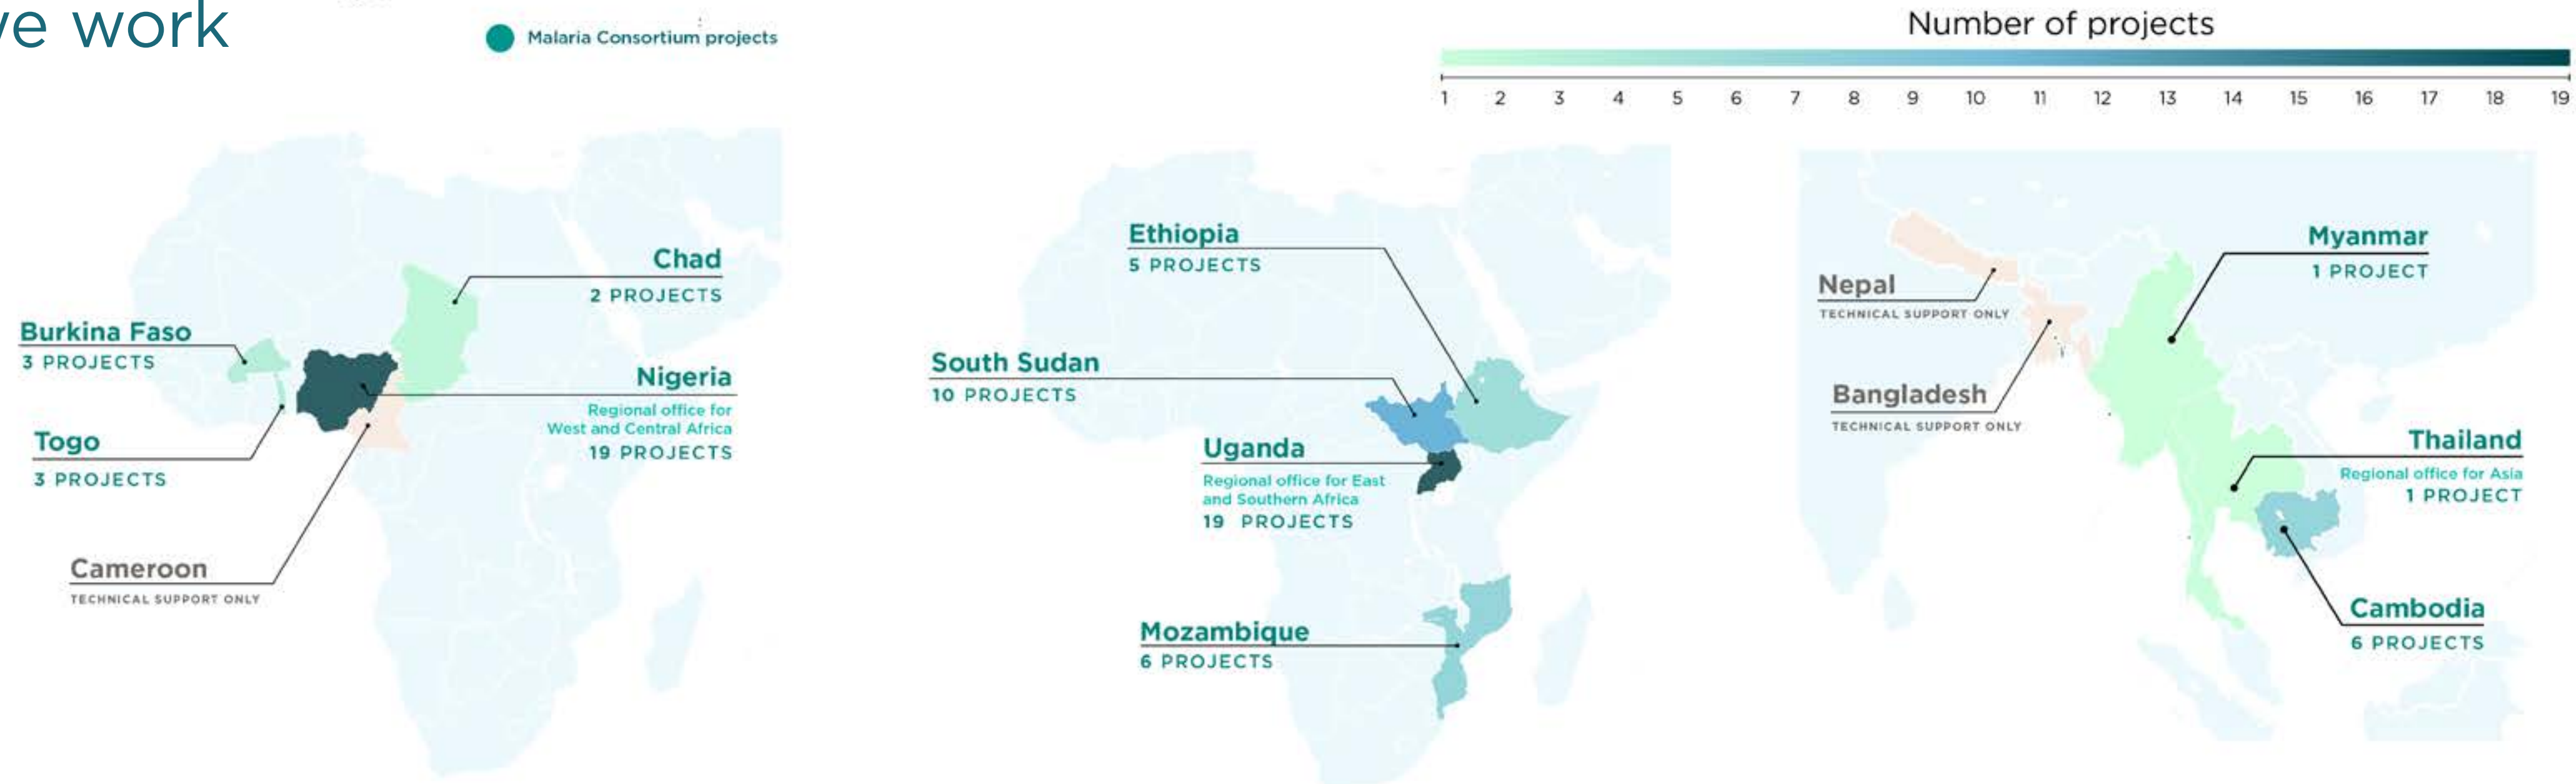 ve work
Malaria Consortium projects
Number of projects
1 2 3 4 5 6 7 8 9 10 11 12 13 14 15 16 17 18 19
Chad
2 PROJECTS
Burkina Faso
3 PROJECTS
Nigeria
Regional office for
West and Central Africa
19 PROJECTS
Togo
3 PROJECTS
Cameroon
TECHNICAL SUPPORT ONLY
Ethiopia
5 PROJECTS
South Sudan
10 PROJECTS
Uganda
Regional office for East
and Southern Africa
19 PROJECTS
Mozambique
6 PROJECTS
Myanmar
1 PROJECT
Nepal
TECHNICAL SUPPORT ONLY
Bangladesh
TECHNICAL SUPPORT ONLY
Thailand
Regional office for Asia
1 PROJECT
Cambodia
6 PROJECTS